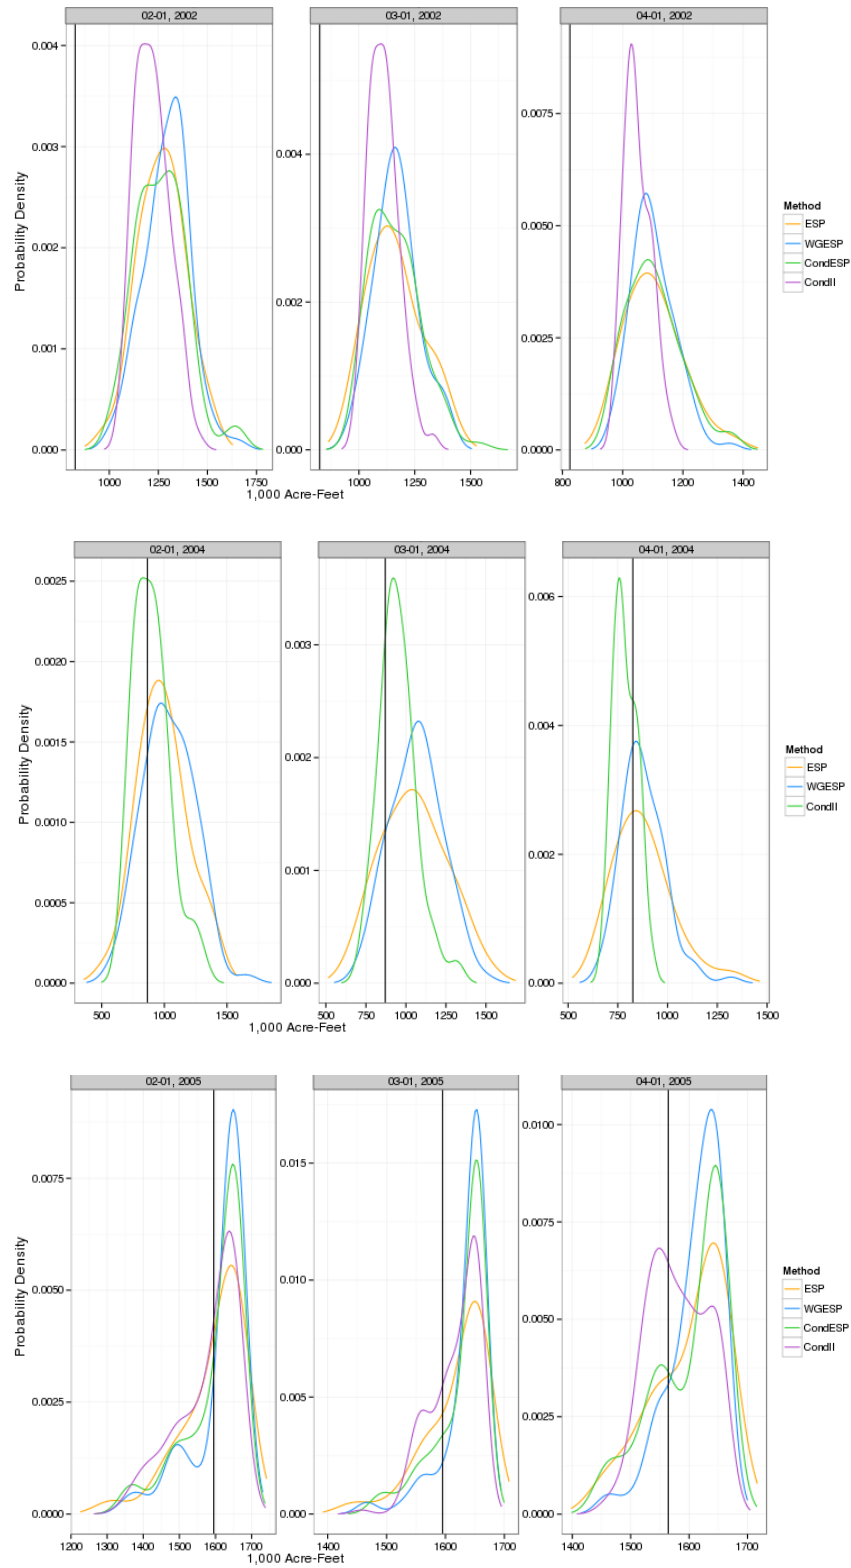 02-01, 2002
03-01, 2002
04-01, 2002
Probability Density
0.004
0.003
0.002
0.001
0.000
0.004
0.002
0.000
0.0075
0.0050
0.0025
0.0000
1000 1250 1500 1750
1000 1250 1500
800 1000 1200 1400
1,000 Acre-Feet
Method
ESP
WGESP
CondESP
CondII
02-01, 2004
03-01, 2004
04-01, 2004
Probability Density
0.0025
0.0020
0.0015
0.0010
0.0005
0.0000
0.003
0.002
0.001
0.000
0.006
0.004
0.002
0.000
500 1000 1500
500 750 1000 1250 1500
500 750 1000 1250 1500
1,000 Acre-Feet
Method
ESP
WGESP
CondII
02-01, 2005
03-01, 2005
04-01, 2005
Probability Density
0.0075
0.0050
0.0025
0.0000
0.015
0.010
0.005
0.000
0.0100
0.0075
0.0050
0.0025
0.0000
1200 1300 1400 1500 1600 1700
1400 1500 1600 1700
1400 1500 1600 1700
1,000 Acre-Feet
Method
ESP
WGESP
CondESP
CondII